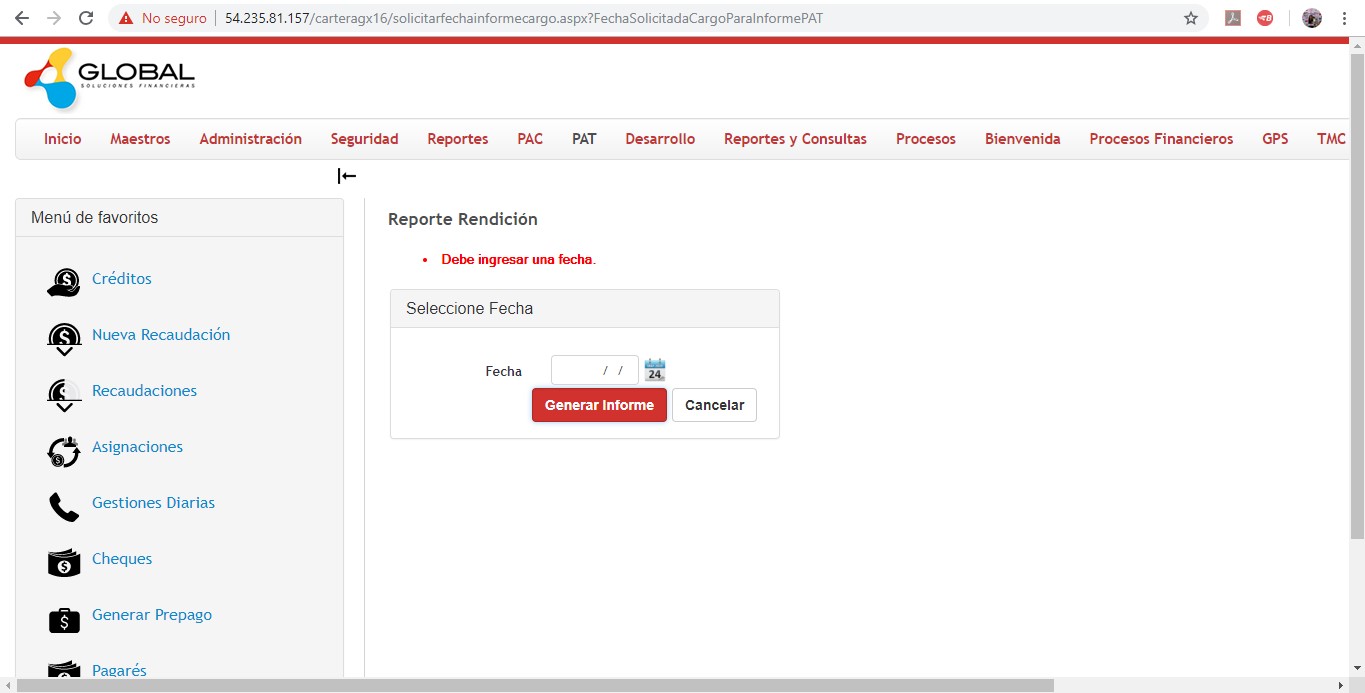 No seguro
54.235.81.157/carteragx16/solicitarfechainformecargo.aspx?FechaSolicitadaCargoParaInformePAT
GLOBAL
SOLUCIONES FINANCIERAS
Inicio Maestros Administración Seguridad Reportes PAC PAT Desarrollo Reportes y Consultas Procesos Bienvenida Procesos Financieros GPS TMC
Menú de favoritos
Créditos
Nueva Recaudación
Recaudaciones
Asignaciones
Gestiones Diarias
Cheques
Generar Prepago
Pagarés
Reporte Rendición
• Debe ingresar una fecha.
Seleccione Fecha
Fecha / / 24
Generar Informe Cancelar